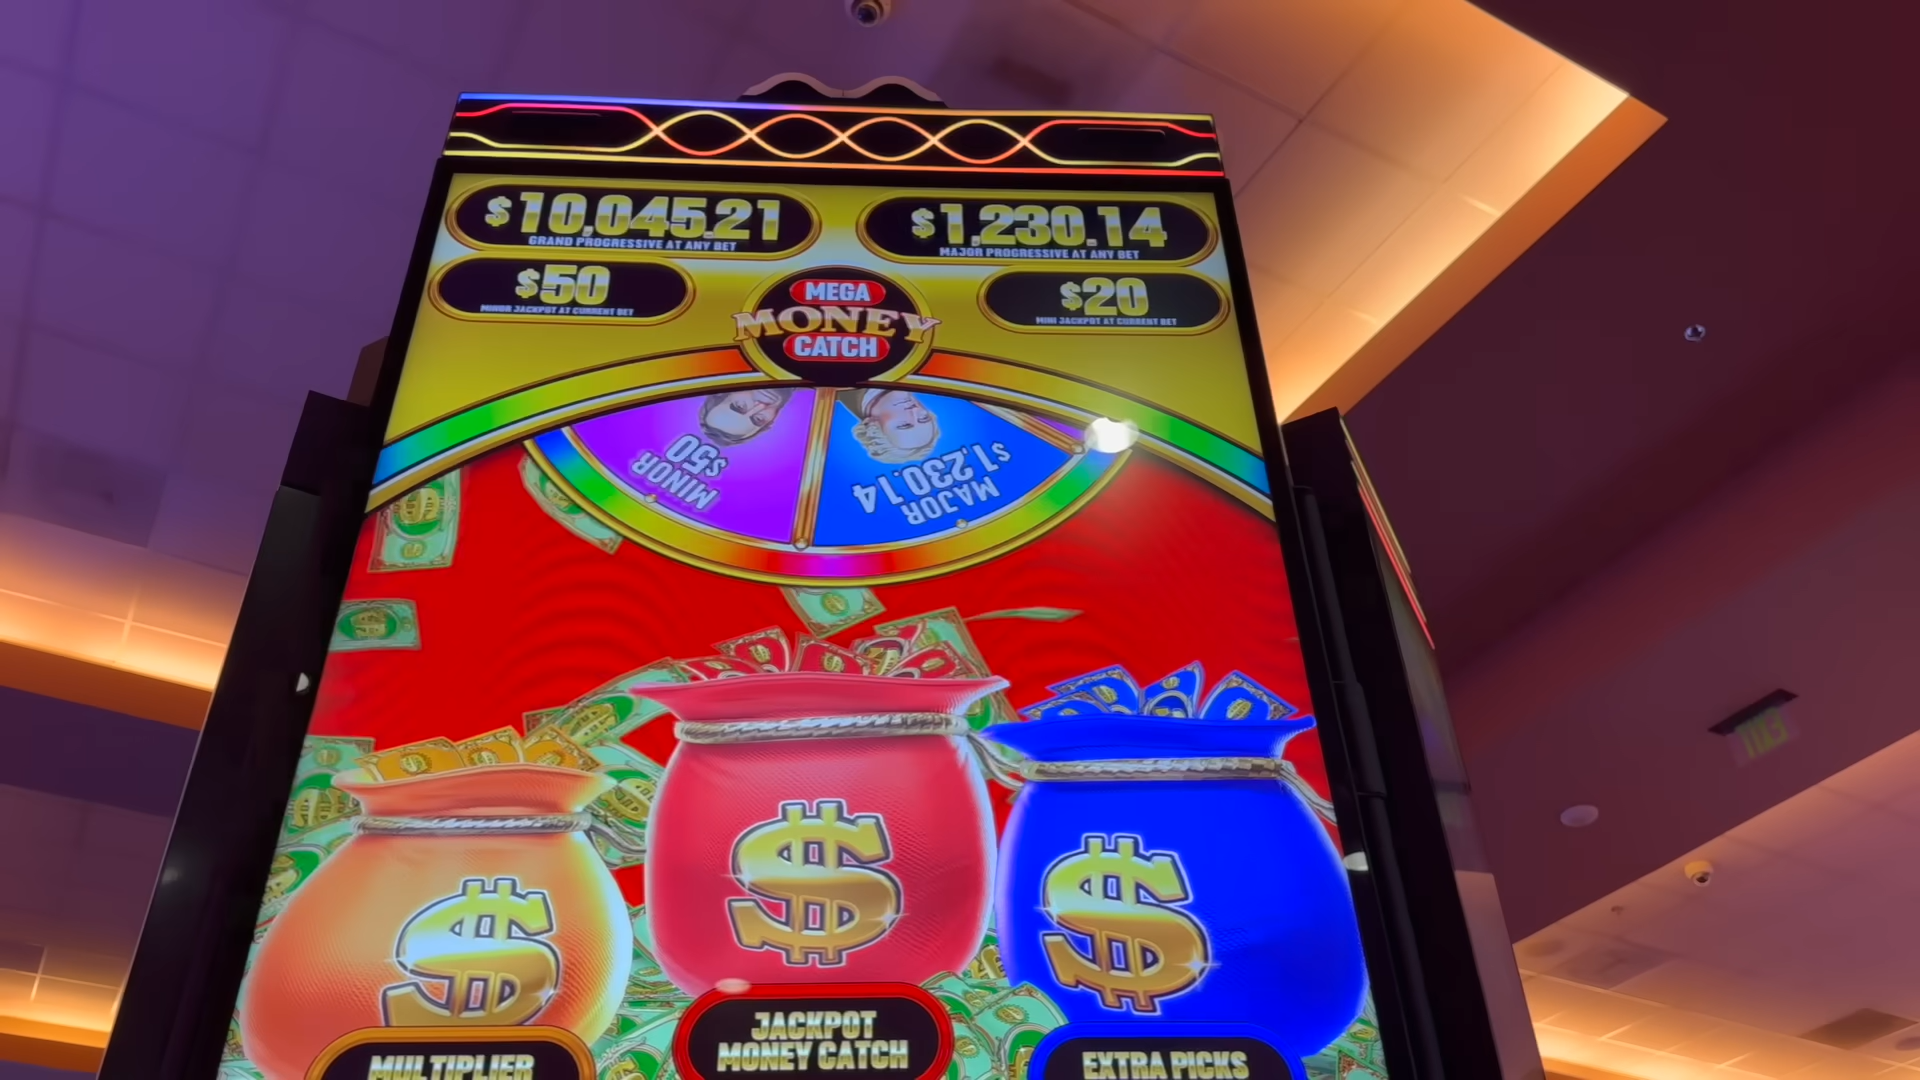 $10,045.21
GRAND PROGRESSIVE AT ANY BET
$1,230.14
MAJOR PROGRESSIVE AT ANY BET
$50
MINOR JACKPOT AT CURRENT BET
$20
MINI JACKPOT AT CURRENT BET
MEGA
MONEY
CATCH
MINOR
$50
MAJOR
$1,230.14
MULTIPLIER
JACKPOT
MONEY CATCH
EXTRA PICKS